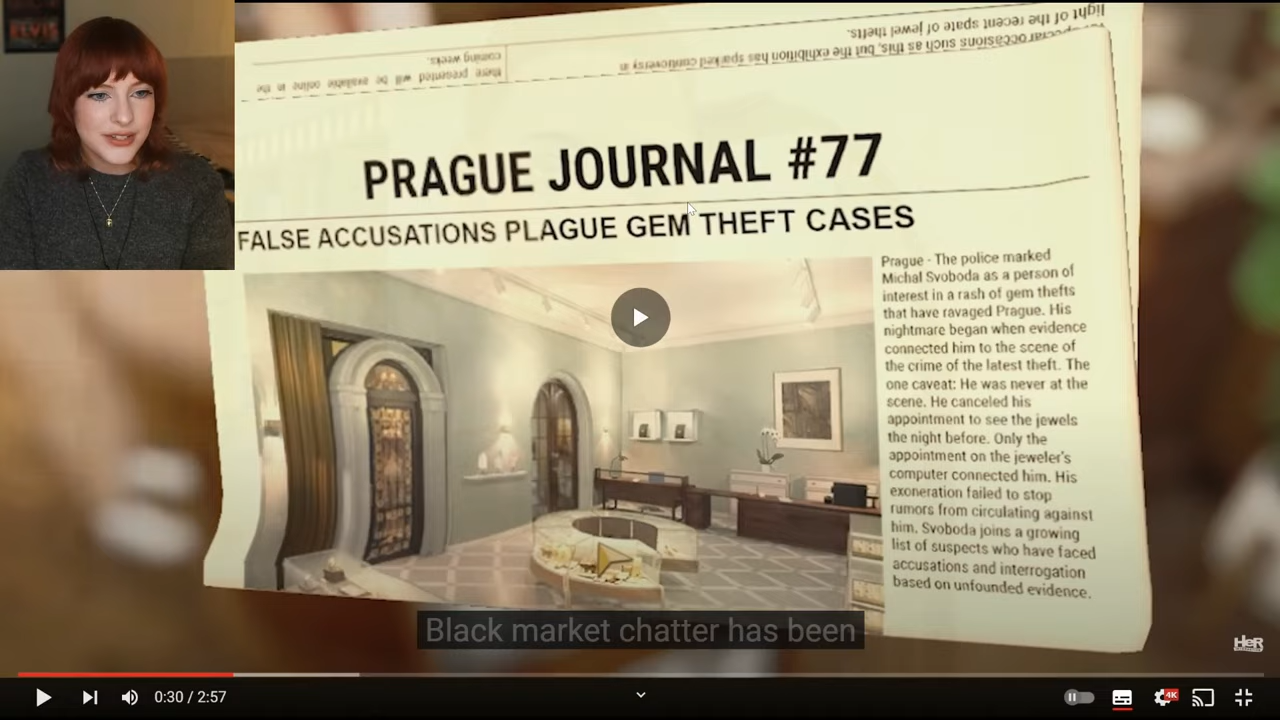 ELVIS
light of the recent spate of jewel thefts.
special occasions such as this, but the exhibition has sparked controversy in
coming weeks.
there presented will be available online in the
PRAGUE JOURNAL #77
FALSE ACCUSATIONS PLAGUE GEM THEFT CASES
Prague - The police marked
Michal Svoboda as a person of
interest in a rash of gem thefts
that have ravaged Prague. His
nightmare began when evidence
connected him to the scene of
the crime of the latest theft. The
one caveat: He was never at the
scene. He canceled his
appointment to see the jewels
the night before. Only the
appointment on the jeweler's
computer connected him. His
exoneration failed to stop
rumors from circulating against
him. Svoboda joins a growing
list of suspects who have faced
accusations and interrogation
based on unfounded evidence.
Black market chatter has been
HeR
INTERACTIVE
0:30 / 2:57
4K